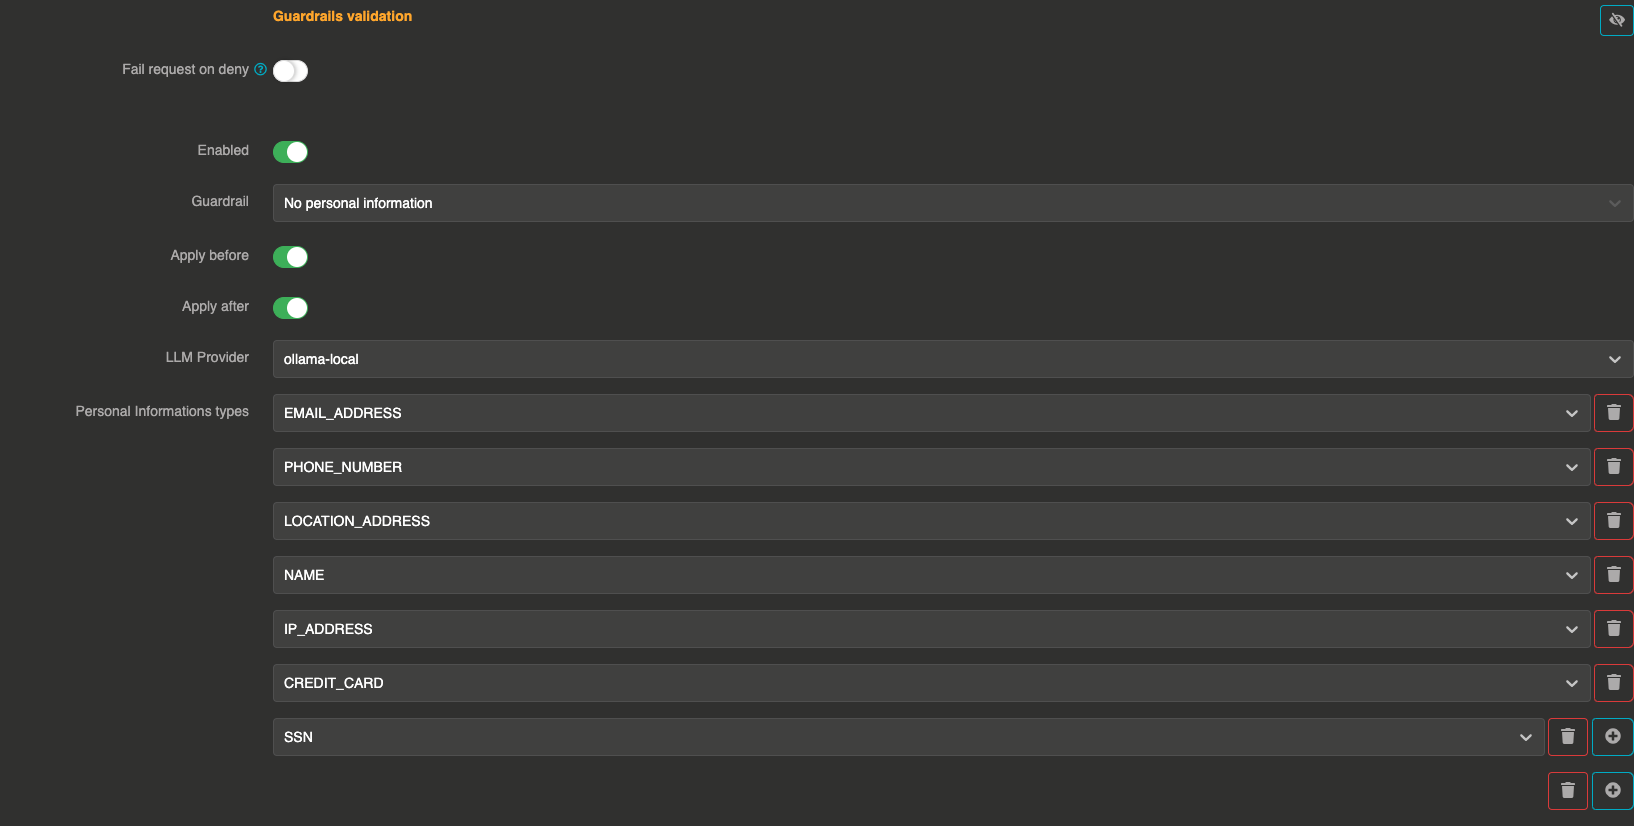 Guardrails validation
Fail request on deny
Enabled
Guardrail
No personal information
Apply before
Apply after
LLM Provider
ollama-local
Personal Informations types
EMAIL_ADDRESS
PHONE_NUMBER
LOCATION_ADDRESS
NAME
IP_ADDRESS
CREDIT_CARD
SSN